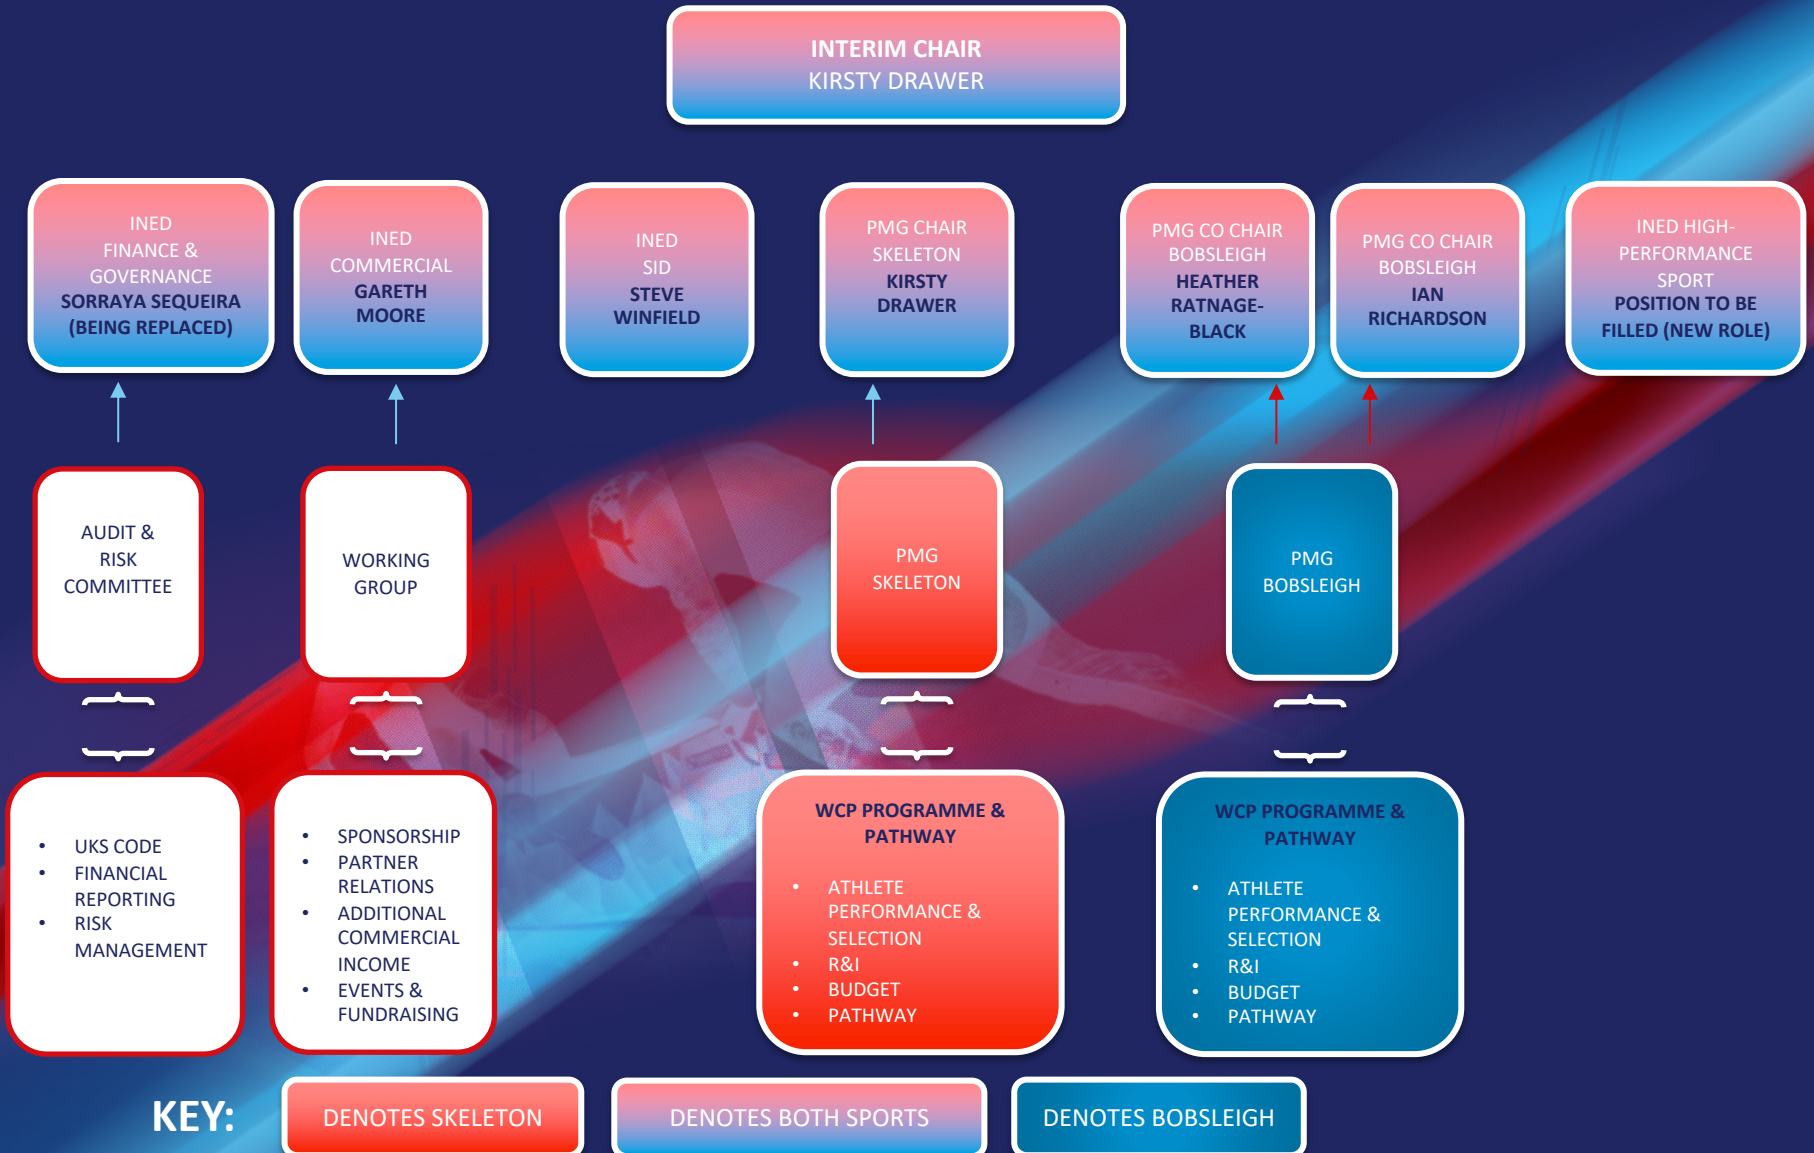 INTERIM CHAIR
KIRSTY DRAWER
INED
FINANCE &
GOVERNANCE
SORRAYA SEQUEIRA
(BEING REPLACED)
INED
COMMERCIAL
GARETH
MOORE
INED
SID
STEVE
WINFIELD
PMG CHAIR
SKELETON
KIRSTY
DRAWER
PMG CO CHAIR
BOBSLEIGH
HEATHER
RATNAGE-
BLACK
PMG CO CHAIR
BOBSLEIGH
IAN
RICHARDSON
INED HIGH-
PERFORMANCE
SPORT
POSITION TO BE
FILLED (NEW ROLE)
AUDIT &
RISK
COMMITTEE
WORKING
GROUP
PMG
SKELETON
PMG
BOBSLEIGH
• UKS CODE
• FINANCIAL
REPORTING
• RISK
MANAGEMENT
• SPONSORSHIP
• PARTNER
RELATIONS
• ADDITIONAL
COMMERCIAL
INCOME
• EVENTS &
FUNDRAISING
WCP PROGRAMME &
PATHWAY
• ATHLETE
PERFORMANCE &
SELECTION
• R&I
• BUDGET
• PATHWAY
WCP PROGRAMME &
PATHWAY
• ATHLETE
PERFORMANCE &
SELECTION
• R&I
• BUDGET
• PATHWAY
KEY:
DENOTES SKELETON
DENOTES BOTH SPORTS
DENOTES BOBSLEIGH